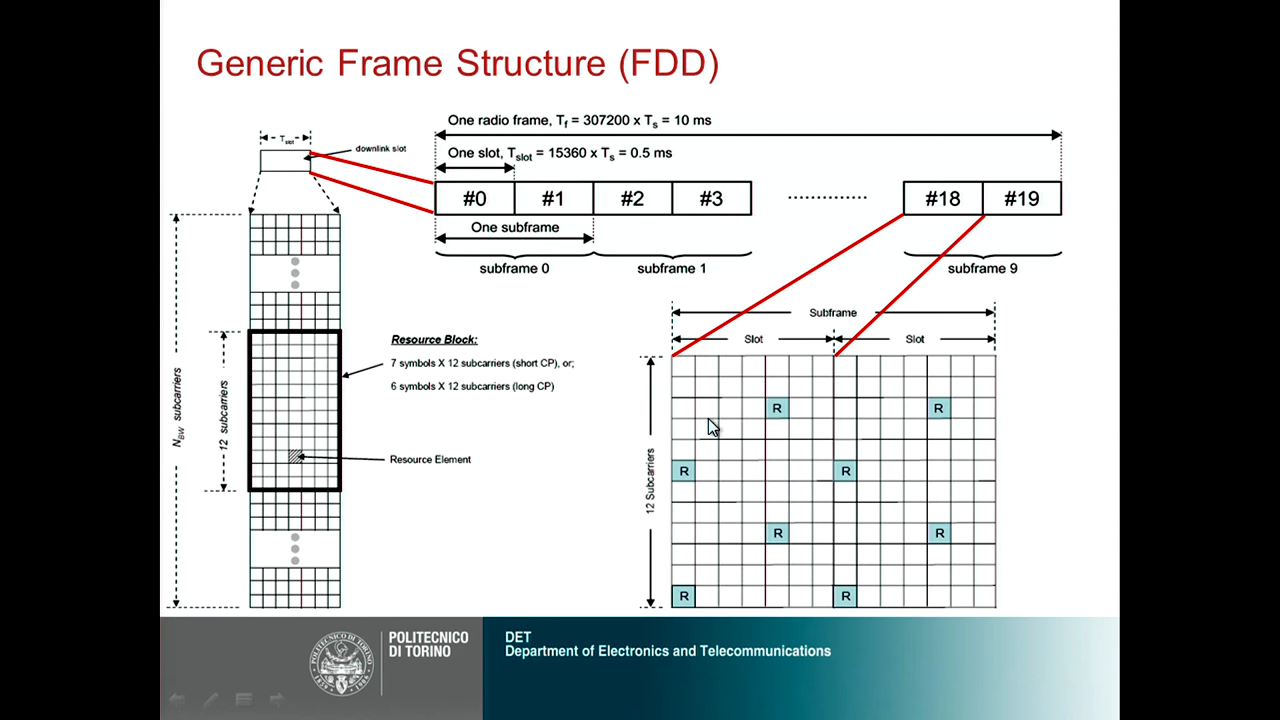 Generic Frame Structure (FDD)
One radio frame, Tf = 307200 x Ts = 10 ms
One slot, Tslot = 15360 x Ts = 0.5 ms
Tslot
downlink slot
#0 #1 #2 #3 #18 #19
One subframe
subframe 0 subframe 1 subframe 9
Subframe
Slot Slot
Resource Block:
7 symbols X 12 subcarriers (short CP), or;
6 symbols X 12 subcarriers (long CP)
Resource Element
NBW subcarriers
12 subcarriers
12 Subcarriers
R R
R R
R R
R R
POLITECNICO
DI TORINO
DET
Department of Electronics and Telecommunications